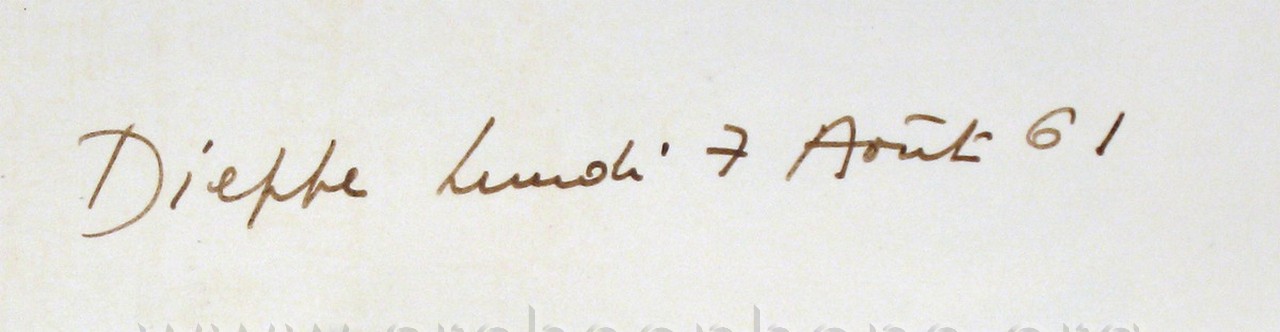 Dieppe Lundi 7 Août 61